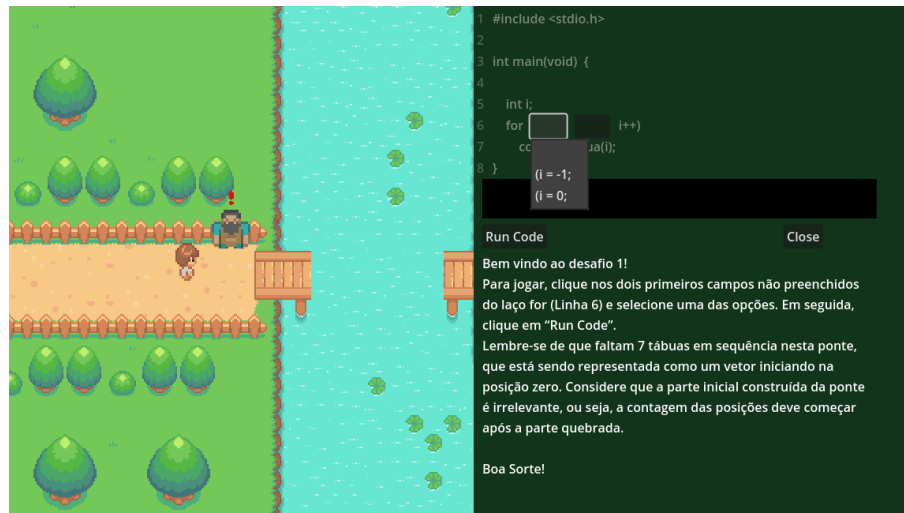 1 #include <stdio.h>
2
3 int main(void) {
4
5 int i;
6 for i++)
7 ua(i);
8 }
(i = -1;
(i = 0;
Run Code Close
Bem vindo ao desafio 1!
Para jogar, clique nos dois primeiros campos não preenchidos
do laço for (Linha 6) e selecione uma das opções. Em seguida,
clique em “Run Code”.
Lembre-se de que faltam 7 tábuas em sequência nesta ponte,
que está sendo representada como um vetor iniciando na
posição zero. Considere que a parte inicial construída da ponte
é irrelevante, ou seja, a contagem das posições deve começar
após a parte quebrada.
Boa Sorte!